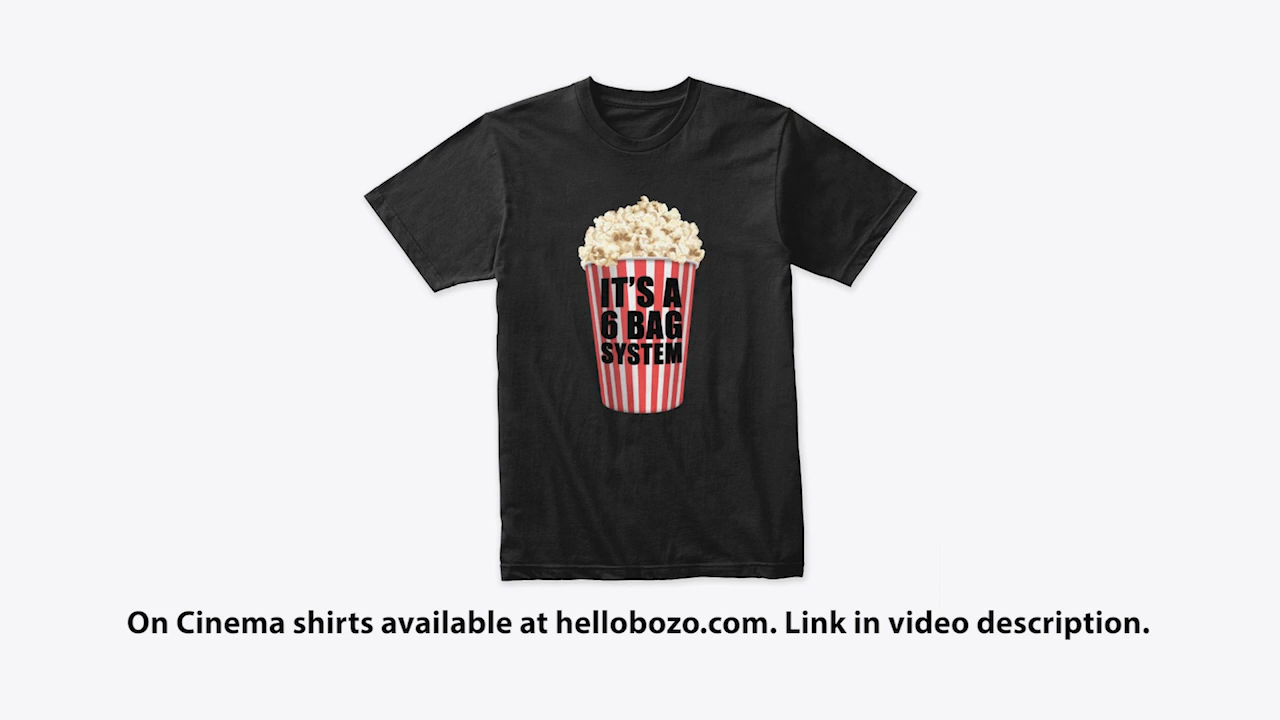 IT'S A
6 BAG
SYSTEM
On Cinema shirts available at hellobozo.com. Link in video description.